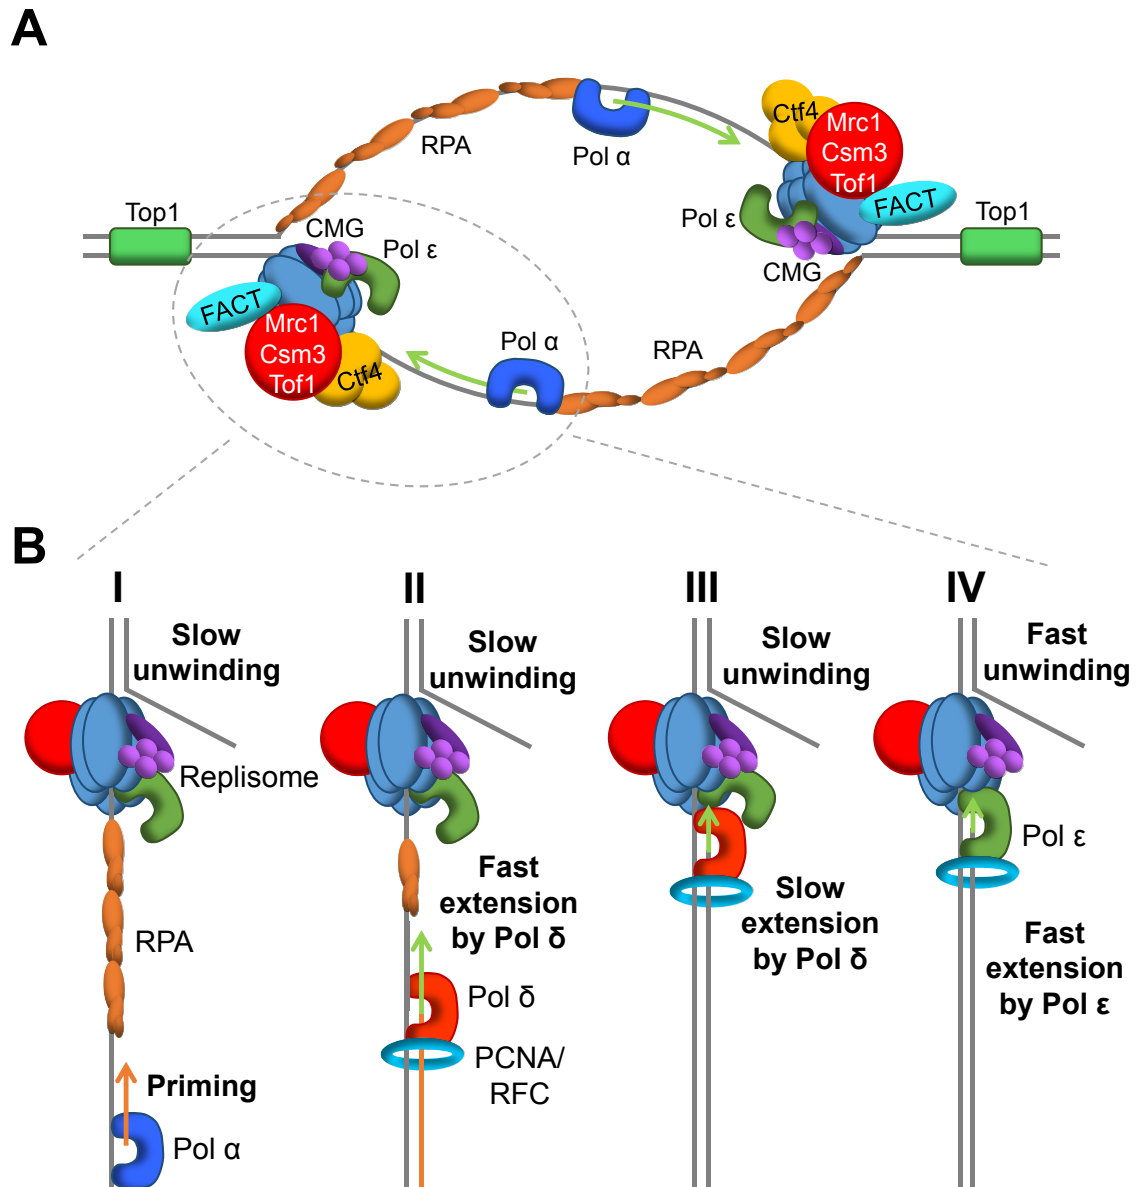 A
RPA
Pol α
Ctf4
Mrc1
Csm3
Tof1
FACT
Top1
Top1
CMG
Pol ε
Pol ε
CMG
FACT
Mrc1
Csm3
Tof1
Ctf4
Pol α
RPA
B
I
Slow
unwinding
Replisome
RPA
Priming
Pol α
II
Slow
unwinding
Fast
extension
by Pol δ
Pol δ
PCNA/
RFC
III
Slow
unwinding
Slow
extension
by Pol δ
IV
Fast
unwinding
Pol ε
Fast
extension
by Pol ε